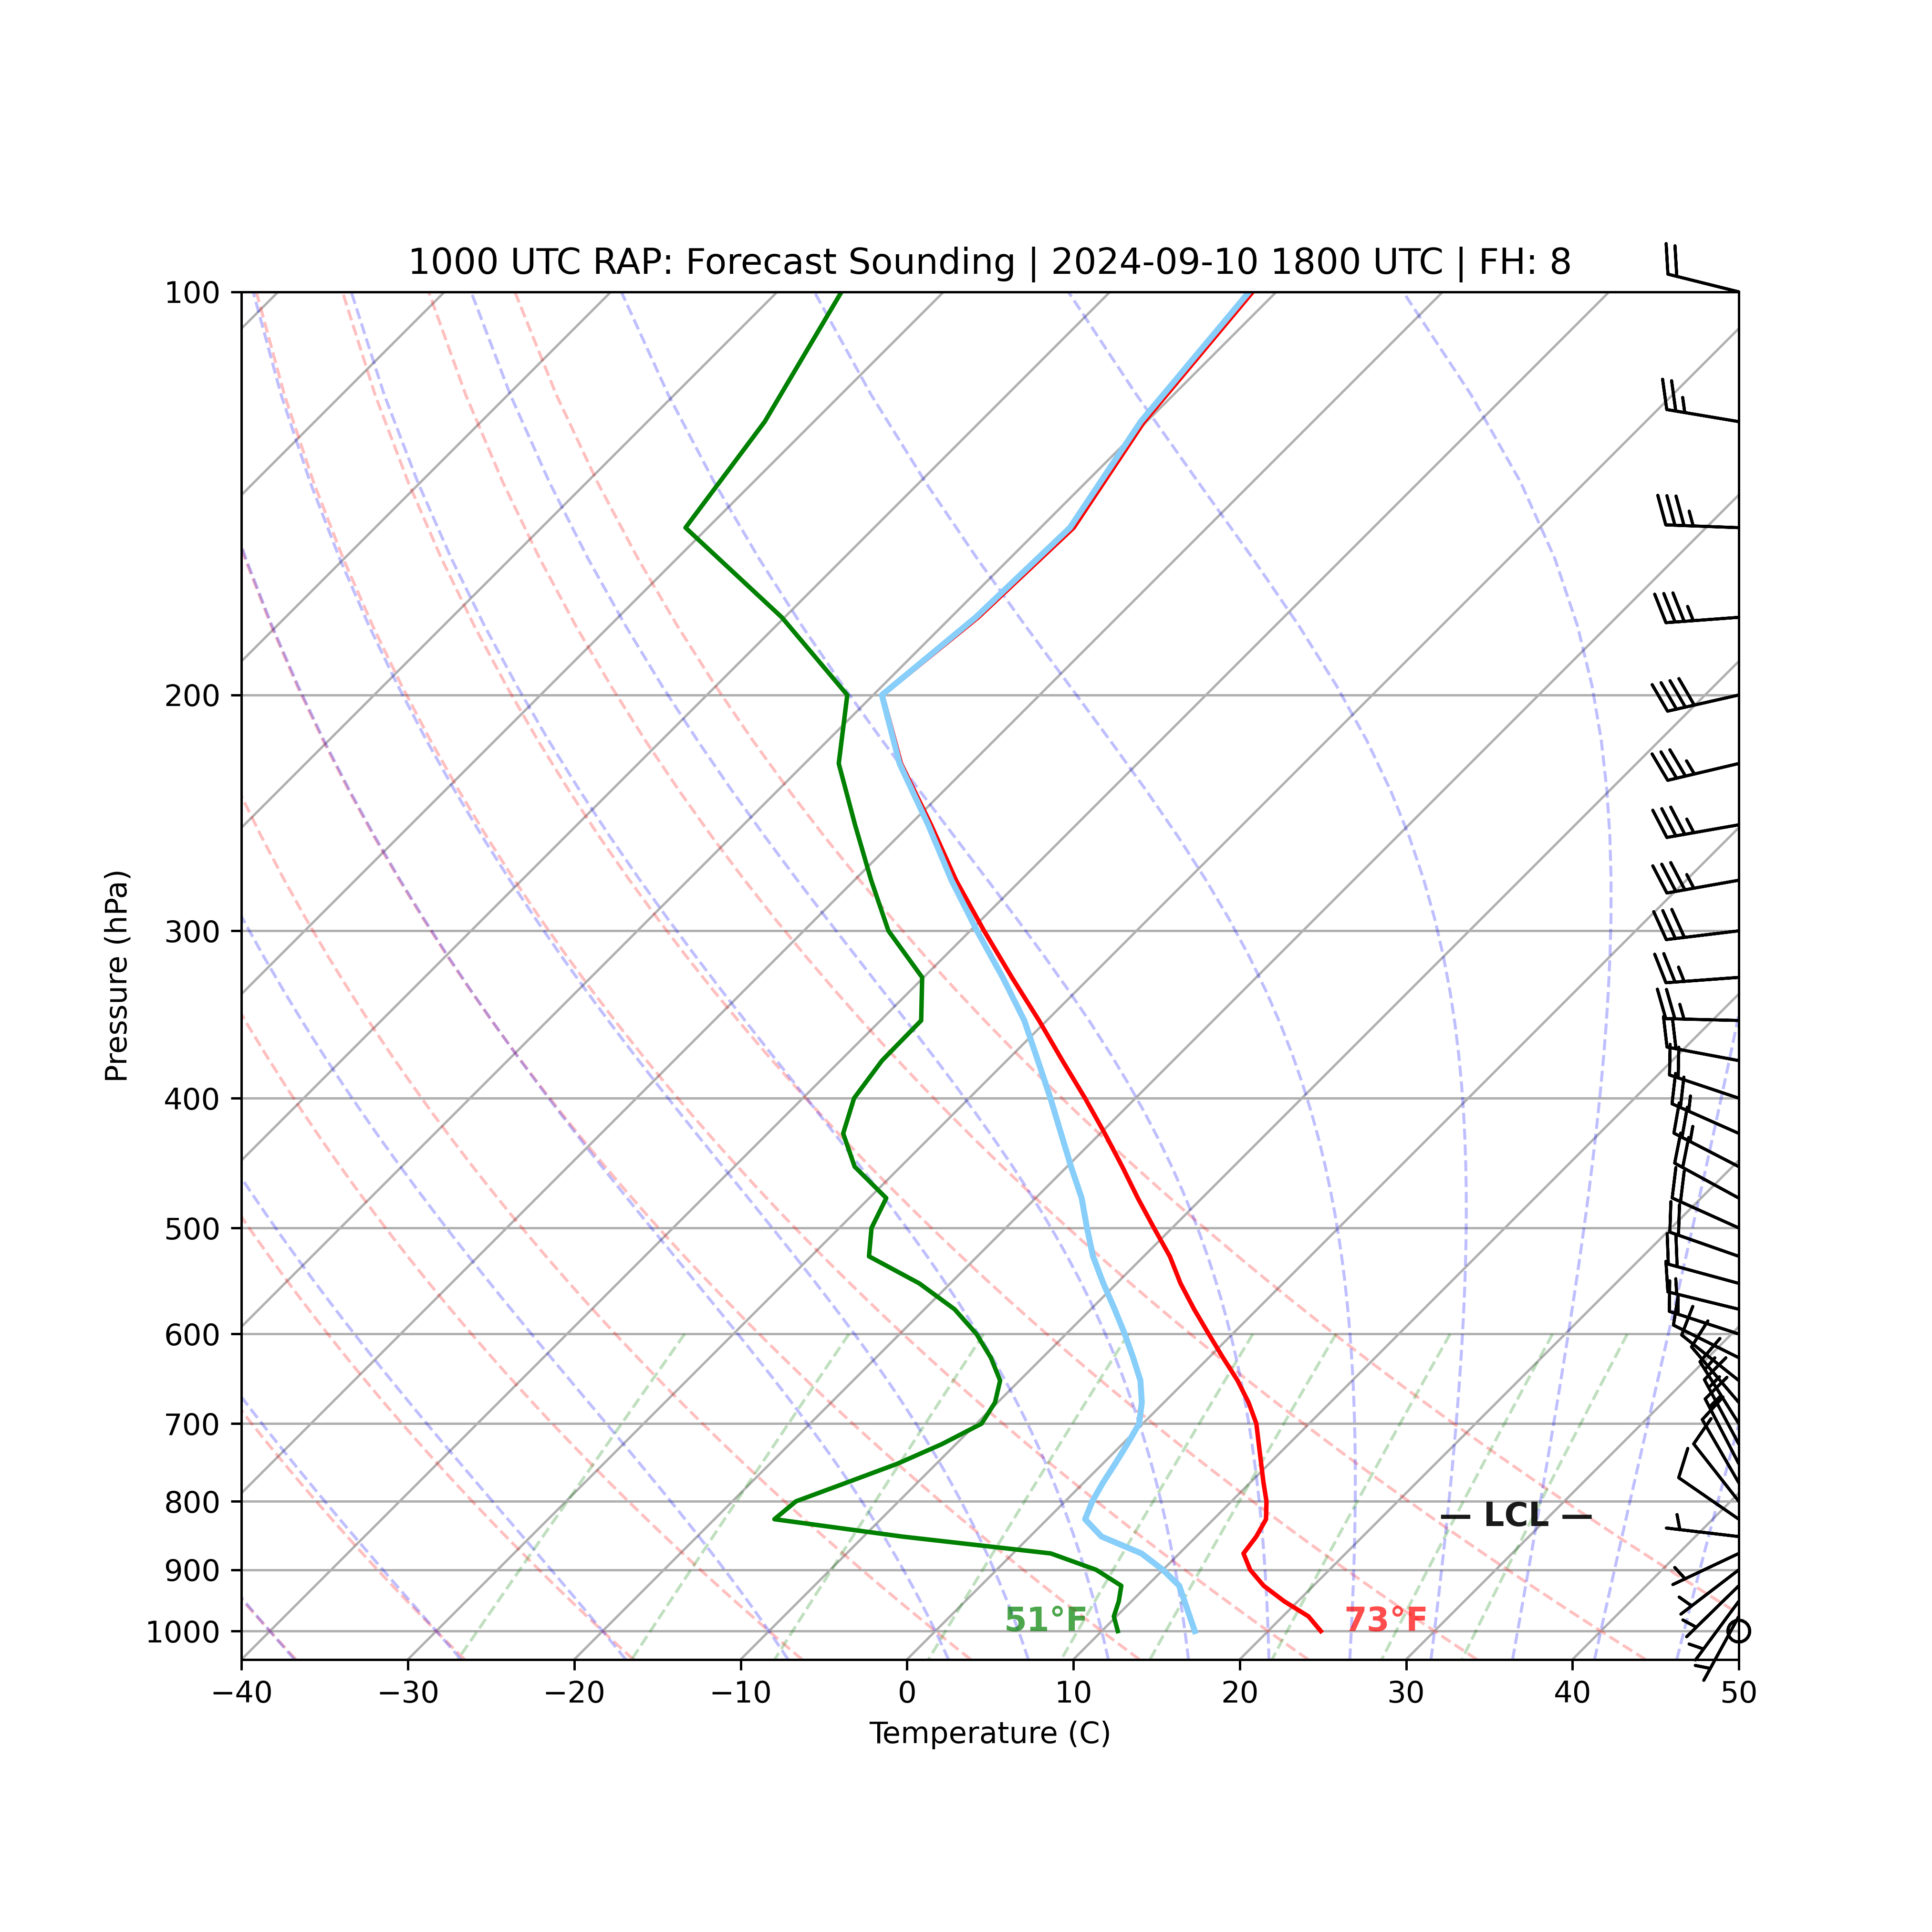 1000 UTC RAP: Forecast Sounding | 2024-09-10 1800 UTC | FH: 8
100
200
300
400
500
600
700
800
900
1000
Pressure (hPa)
— LCL —
51°F
73°F
−40 −30 −20 −10 0 10 20 30 40 50
Temperature (C)